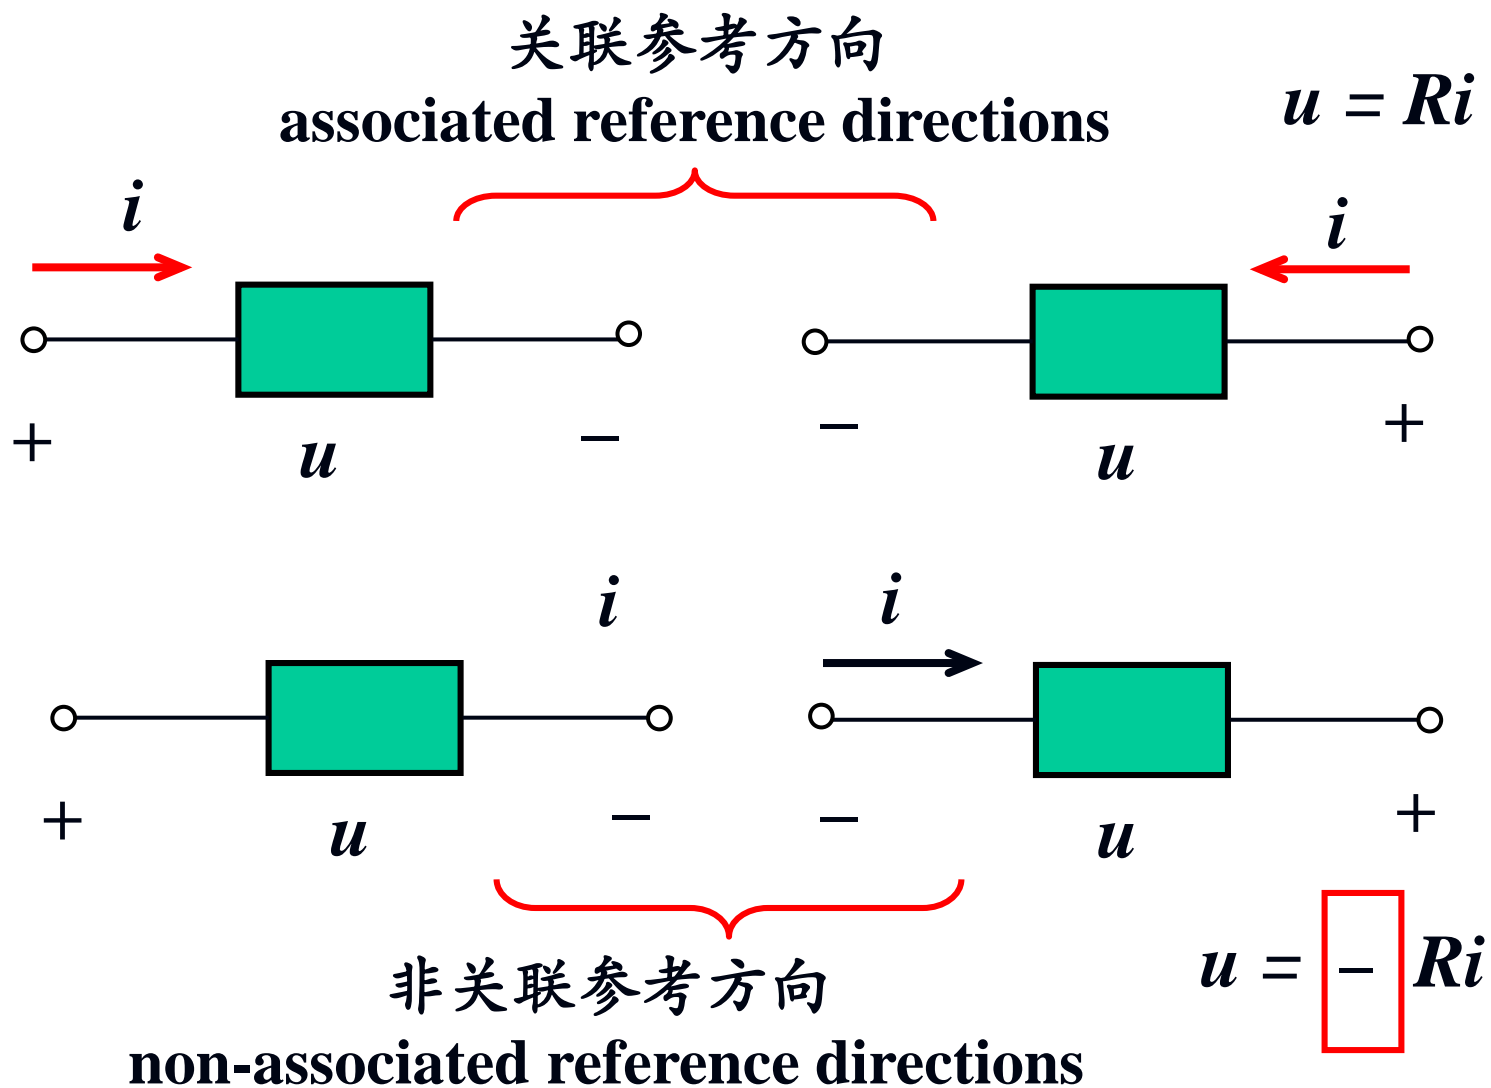 关联参考方向
associated reference directions
u = Ri
i
i
+ u −
− u +
i
i
+ u −
− u +
非关联参考方向
non-associated reference directions
u = − Ri